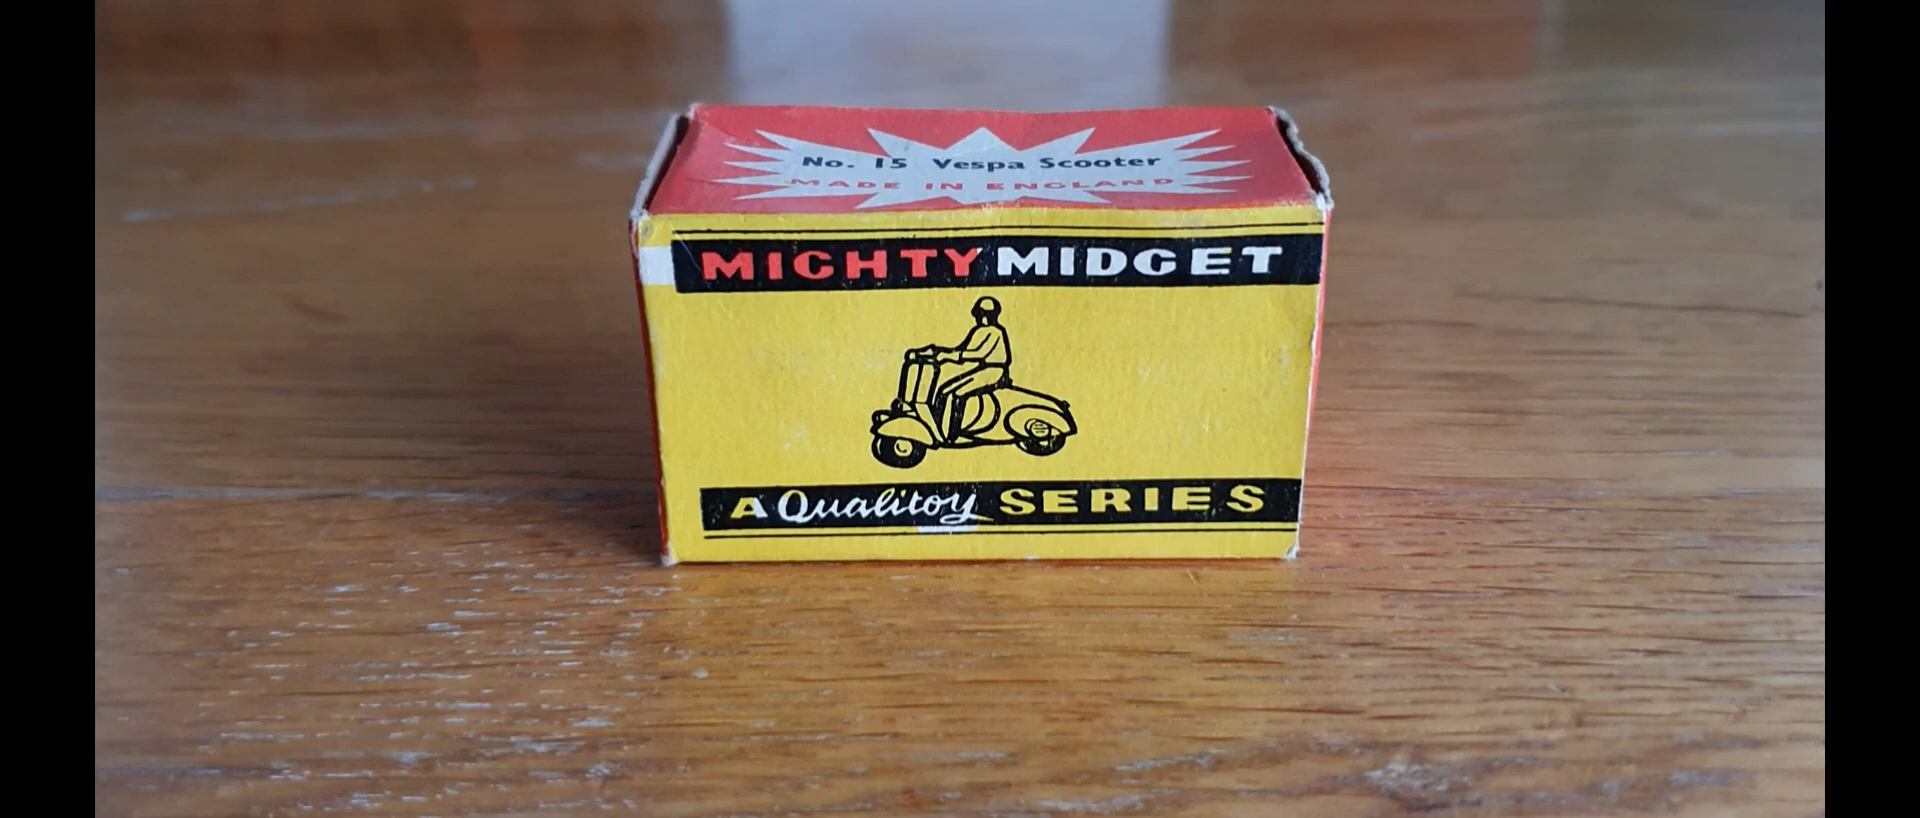 No. 15 Vespa Scooter
MADE IN ENGLAND
MIGHTY MIDGET
A Qualitoy SERIES